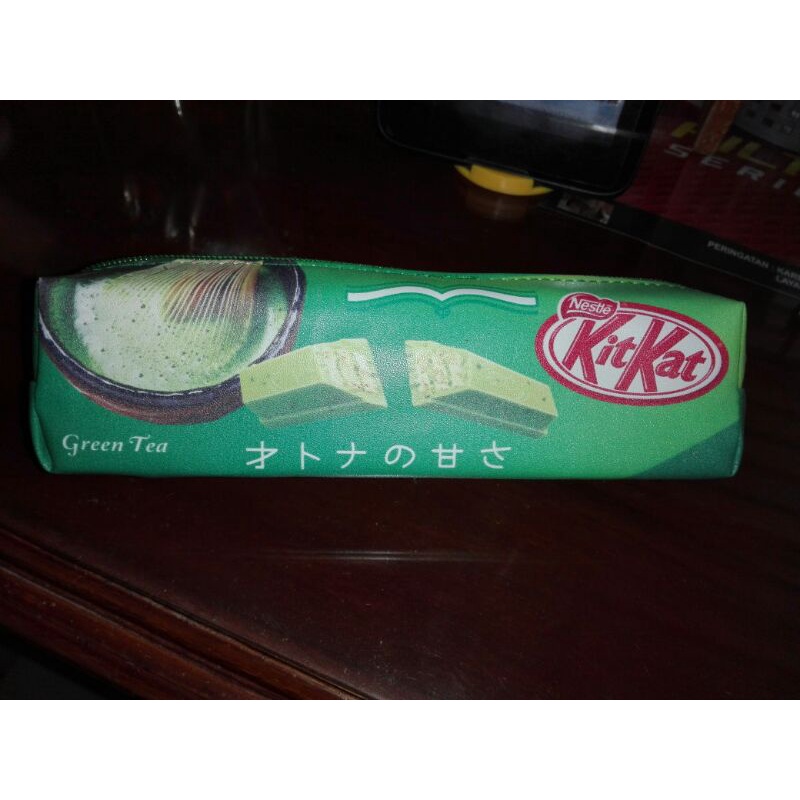 Nestlé
KitKat
Green Tea
オトナの甘さ
SERI
PERINGATAN